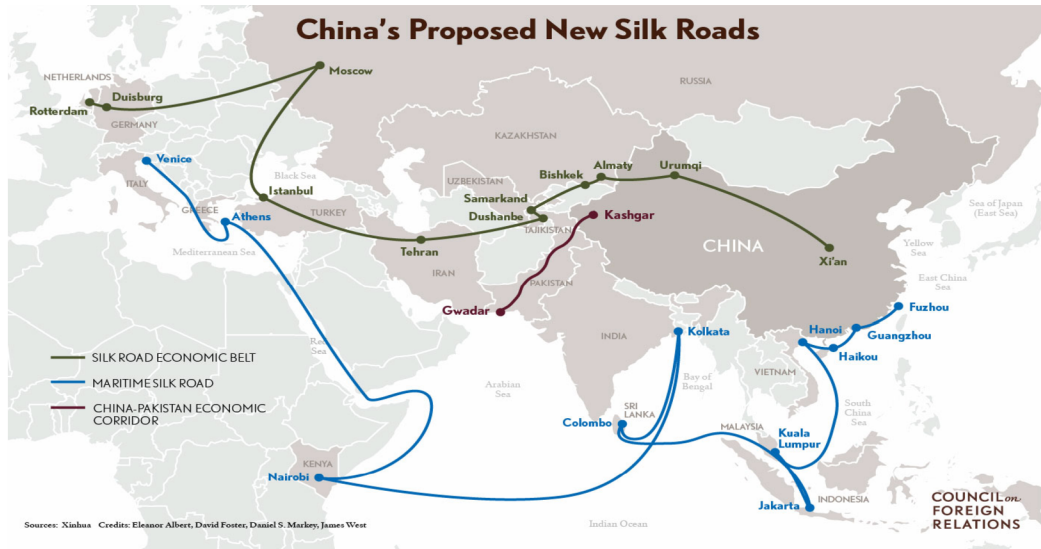 China's Proposed New Silk Roads
Moscow
NETHERLANDS
RUSSIA
Duisburg
Rotterdam
GERMANY
KAZAKHSTAN
Venice
Almaty
Urumqi
Black Sea
Bishkek
ITALY
UZBEKISTAN
Istanbul
Samarkand
Sea of Japan
(East Sea)
GREECE
Athens
TURKEY
Dushanbe
Kashgar
TAJIKISTAN
CHINA
Yellow
Sea
Mediterranean Sea
Tehran
Xi'an
IRAN
East China
Sea
PAKISTAN
Gwadar
Fuzhou
Kolkata
Hanoi
Guangzhou
INDIA
Red
Sea
Haikou
SILK ROAD ECONOMIC BELT
MARITIME SILK ROAD
CHINA-PAKISTAN ECONOMIC
CORRIDOR
Arabian
Sea
Bay of
Bengal
VIETNAM
South
China Sea
SRI
LANKA
Colombo
MALAYSIA
Kuala
Lumpur
KENYA
Nairobi
Jakarta
INDONESIA
COUNCIL on
FOREIGN
RELATIONS
Indian Ocean
Sources: Xinhua Credits: Eleanor Albert, David Foster, Daniel S. Markey, James West